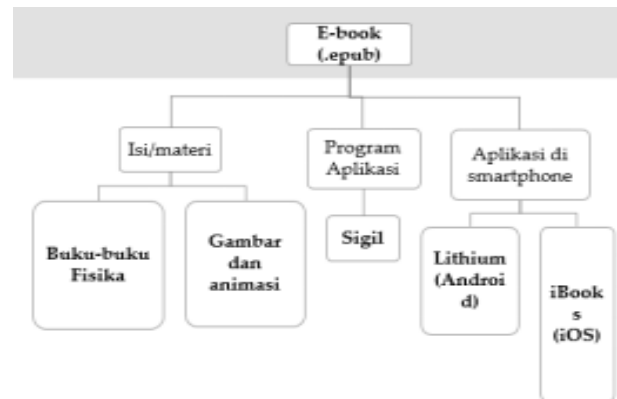 E-book
(.epub)
Isi/materi
Program
Aplikasi
Aplikasi di
smartphone
Buku-buku
Fisika
Gambar
dan
animasi
Sigil
Lithium
(Androi
d)
iBook
s
(iOS)